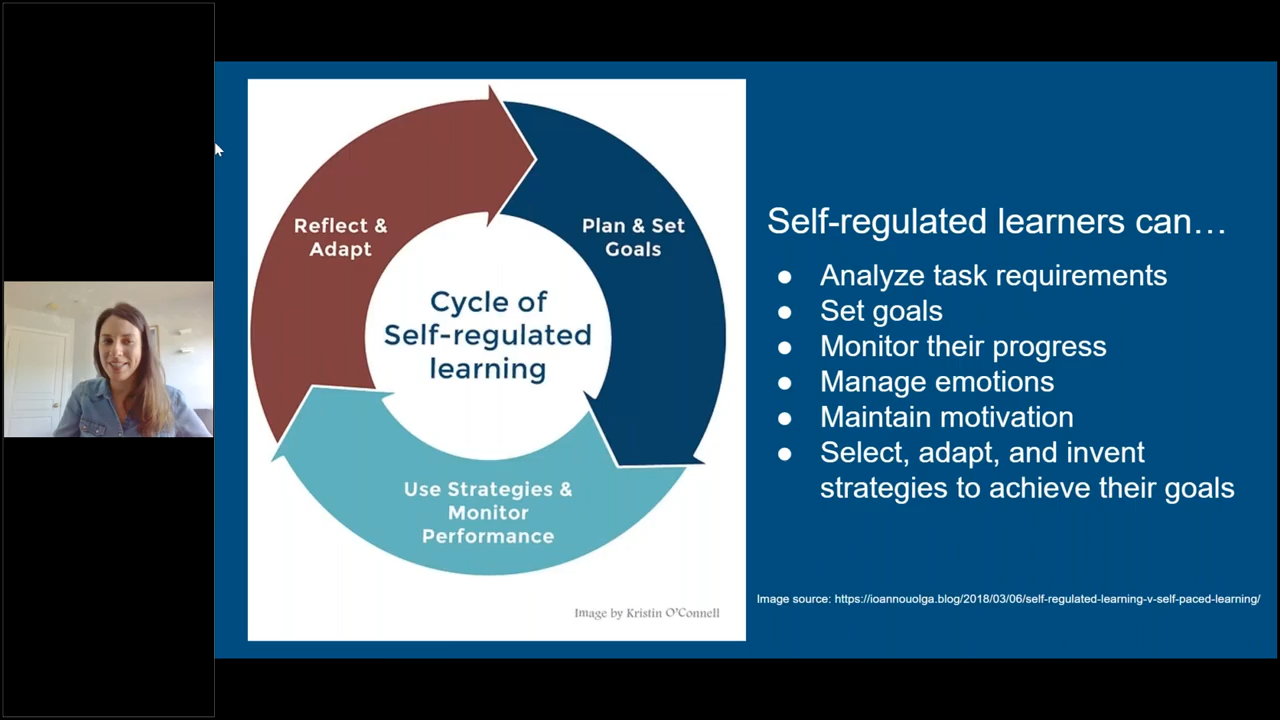 Reflect &
Adapt
Plan & Set
Goals
Cycle of
Self-regulated
learning
Use Strategies &
Monitor
Performance
Image by Kristin O'Connell
Self-regulated learners can…
● Analyze task requirements
● Set goals
● Monitor their progress
● Manage emotions
● Maintain motivation
● Select, adapt, and invent
strategies to achieve their goals
Image source: https://ioannouolga.blog/2018/03/06/self-regulated-learning-v-self-paced-learning/